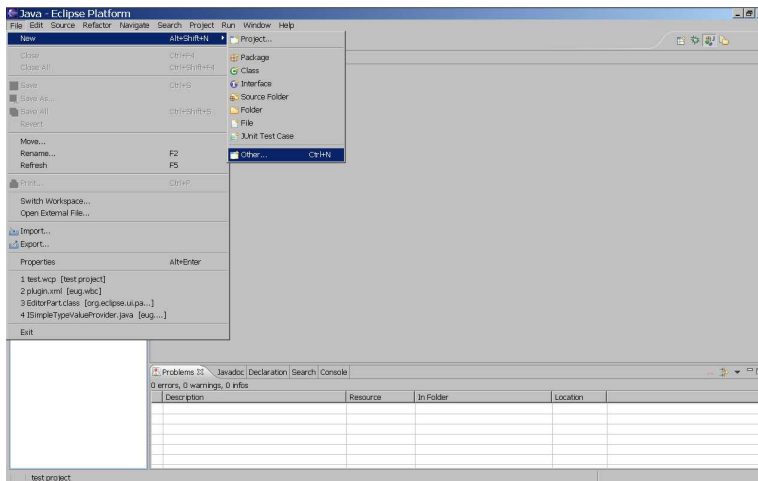 Java - Eclipse Platform
File Edit Source Refactor Navigate Search Project Run Window Help
New Alt+Shift+N
Close Ctrl+F4
Close All Ctrl+Shift+F4
Save Ctrl+S
Save As...
Save All Ctrl+Shift+S
Revert
Move...
Rename... F2
Refresh F5
Print... Ctrl+P
Switch Workspace...
Open External File...
Import...
Export...
Properties Alt+Enter
1 test.wcp [test project]
2 plugin.xml [eug.wbc]
3 EditorPart.class [org.eclipse.ui.pa...]
4 ISimpleTypeValueProvider.java [eug....]
Exit
Project...
Package
Class
Interface
Source Folder
Folder
File
JUnit Test Case
Other... Ctrl+N
Problems Javadoc Declaration Search Console
0 errors, 0 warnings, 0 infos
Description Resource In Folder Location
test project